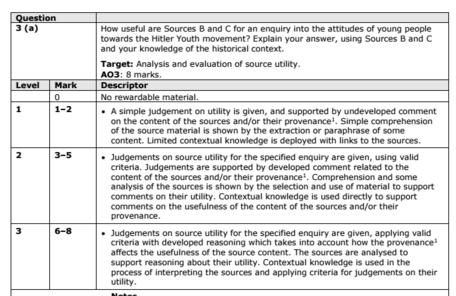 Question
3 (a)
How useful are Sources B and C for an enquiry into the attitudes of young people
towards the Hitler Youth movement? Explain your answer, using Sources B and C
and your knowledge of the historical context.
Target: Analysis and evaluation of source utility.
AO3: 8 marks.
Level Mark Descriptor
0 No rewardable material.
1 1–2 • A simple judgement on utility is given, and supported by undeveloped comment
on the content of the sources and/or their provenance¹. Simple comprehension
of the source material is shown by the extraction or paraphrase of some
content. Limited contextual knowledge is deployed with links to the sources.
2 3–5 • Judgements on source utility for the specified enquiry are given, using valid
criteria. Judgements are supported by developed comment related to the
content of the sources and/or their provenance¹. Comprehension and some
analysis of the sources is shown by the selection and use of material to support
comments on their utility. Contextual knowledge is used directly to support
comments on the usefulness of the content of the sources and/or their
provenance.
3 6–8 • Judgements on source utility for the specified enquiry are given, applying valid
criteria with developed reasoning which takes into account how the provenance¹
affects the usefulness of the source content. The sources are analysed to
support reasoning about their utility. Contextual knowledge is used in the
process of interpreting the sources and applying criteria for judgements on their
utility.
Notes